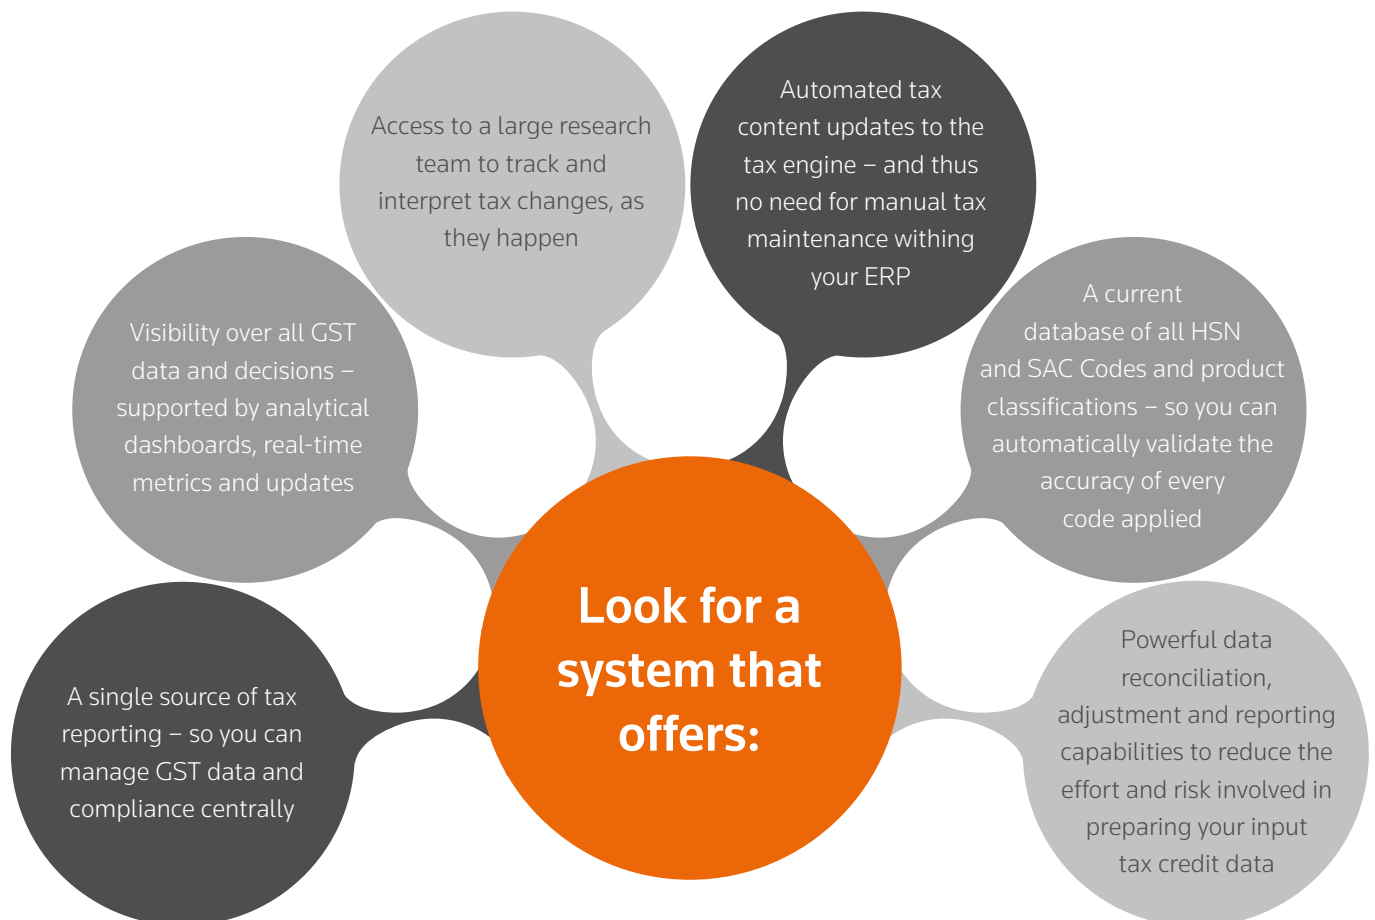 Look for a
system that
offers:
A single source of tax
reporting – so you can
manage GST data and
compliance centrally
Visibility over all GST
data and decisions –
supported by analytical
dashboards, real-time
metrics and updates
Access to a large research
team to track and
interpret tax changes, as
they happen
Automated tax
content updates to the
tax engine – and thus
no need for manual tax
maintenance withing
your ERP
A current
database of all HSN
and SAC Codes and product
classifications – so you can
automatically validate the
accuracy of every
code applied
Powerful data
reconciliation,
adjustment and reporting
capabilities to reduce the
effort and risk involved in
preparing your input
tax credit data